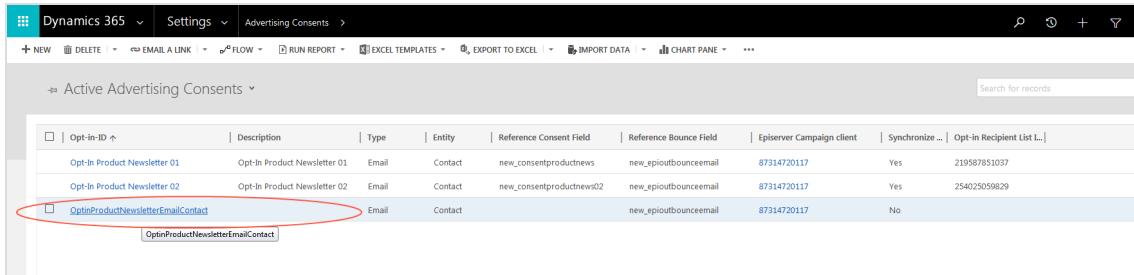 Dynamics 365 Settings Advertising Consents >
+ NEW DELETE EMAIL A LINK FLOW RUN REPORT EXCEL TEMPLATES EXPORT TO EXCEL IMPORT DATA CHART PANE ...
Active Advertising Consents
Search for records
Opt-in-ID ↑ Description Type Entity Reference Consent Field Reference Bounce Field Episerver Campaign client Synchronize ... Opt-in Recipient List I...
Opt-In Product Newsletter 01 Opt-In Product Newsletter 01 Email Contact new_consentproductnews new_epioutbounceemail 87314720117 Yes 219587851037
Opt-In Product Newsletter 02 Opt-In Product Newsletter 02 Email Contact new_consentproductnews02 new_epioutbounceemail 87314720117 Yes 254025059829
OptinProductNewsletterEmailContact Email Contact new_epioutbounceemail 87314720117 No
OptinProductNewsletterEmailContact